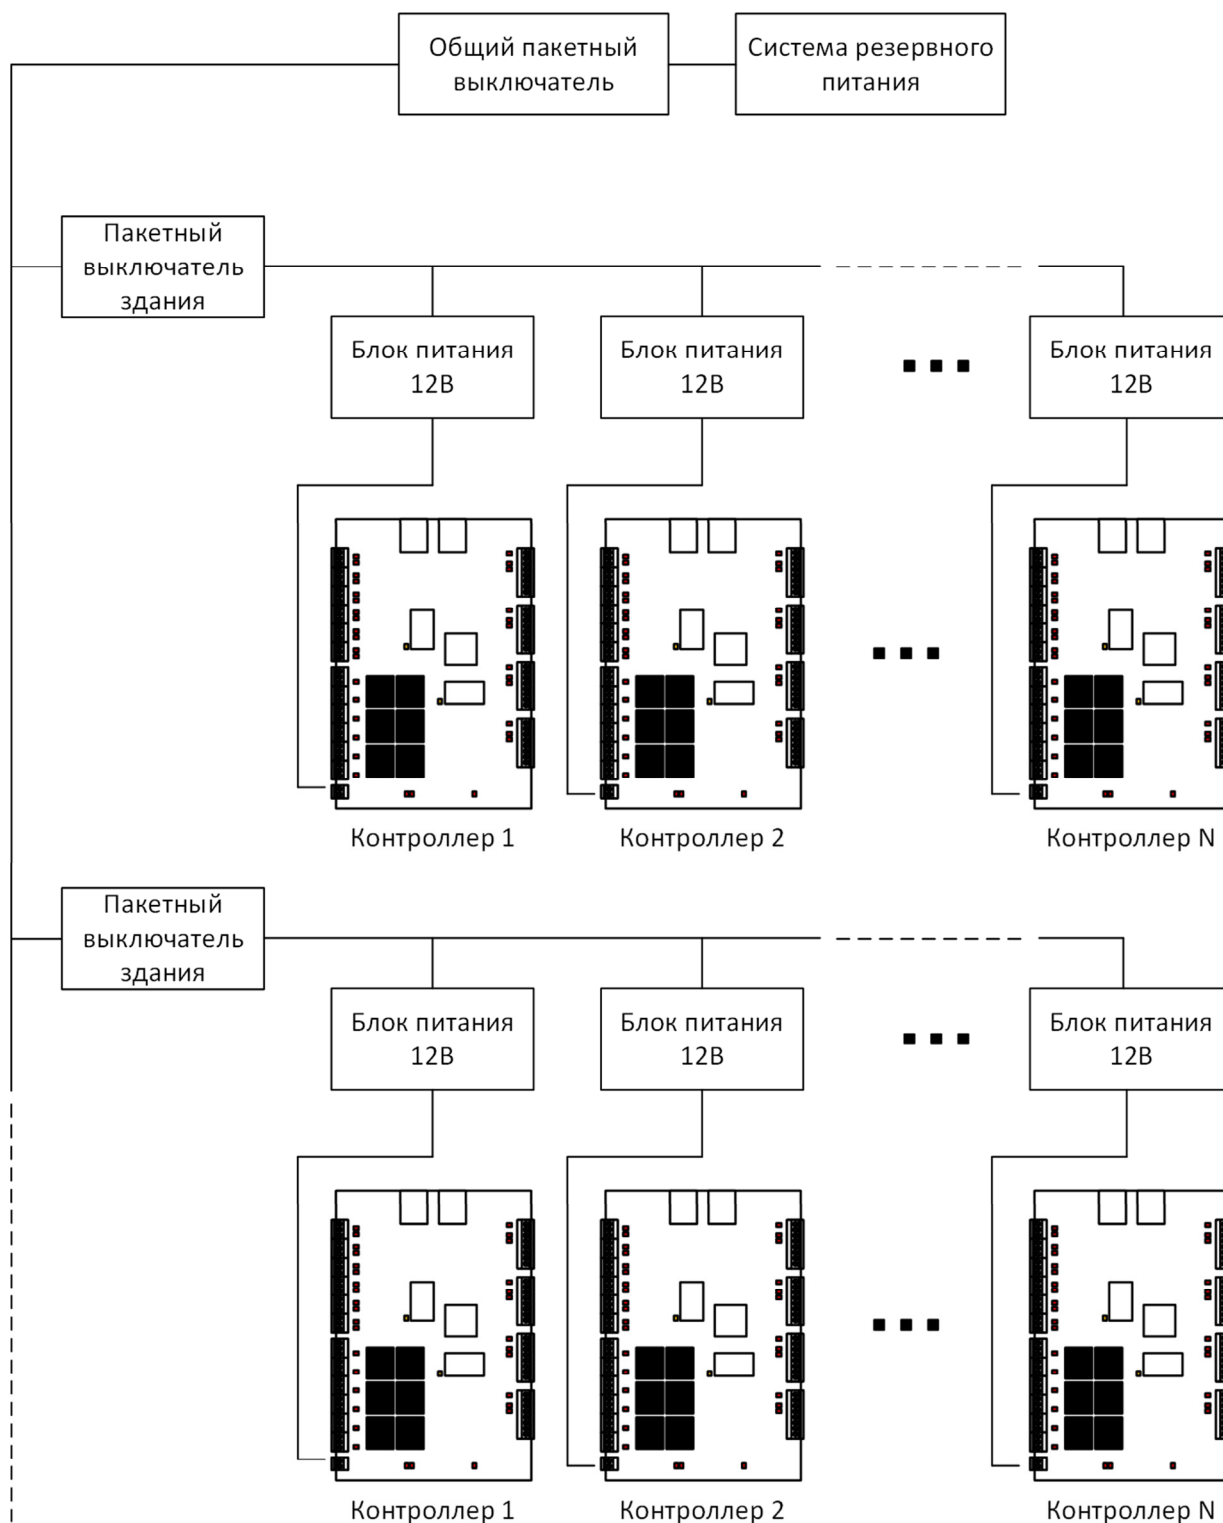 Общий пакетный
выключатель
Система резервного
питания
Пакетный
выключатель
здания
Блок питания
12В
Блок питания
12В
Блок питания
12В
Контроллер 1
Контроллер 2
Контроллер N
Пакетный
выключатель
здания
Блок питания
12В
Блок питания
12В
Блок питания
12В
Контроллер 1
Контроллер 2
Контроллер N